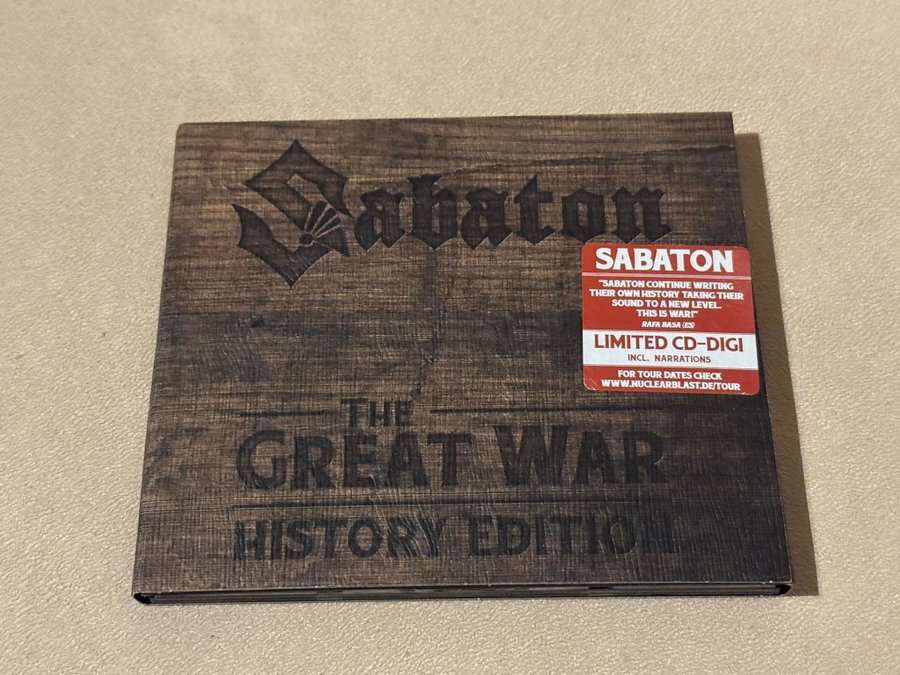 Sabaton
SABATON
"SABATON CONTINUE WRITING
THEIR OWN HISTORY TAKING THEIR
SOUND TO A NEW LEVEL.
THIS IS WAR!"
RAFA BASA (ES)
LIMITED CD-DIGI
INCL. NARRATIONS
FOR TOUR DATES CHECK
WWW.NUCLEARBLAST.DE/TOUR
THE
GREAT WAR
HISTORY EDITION